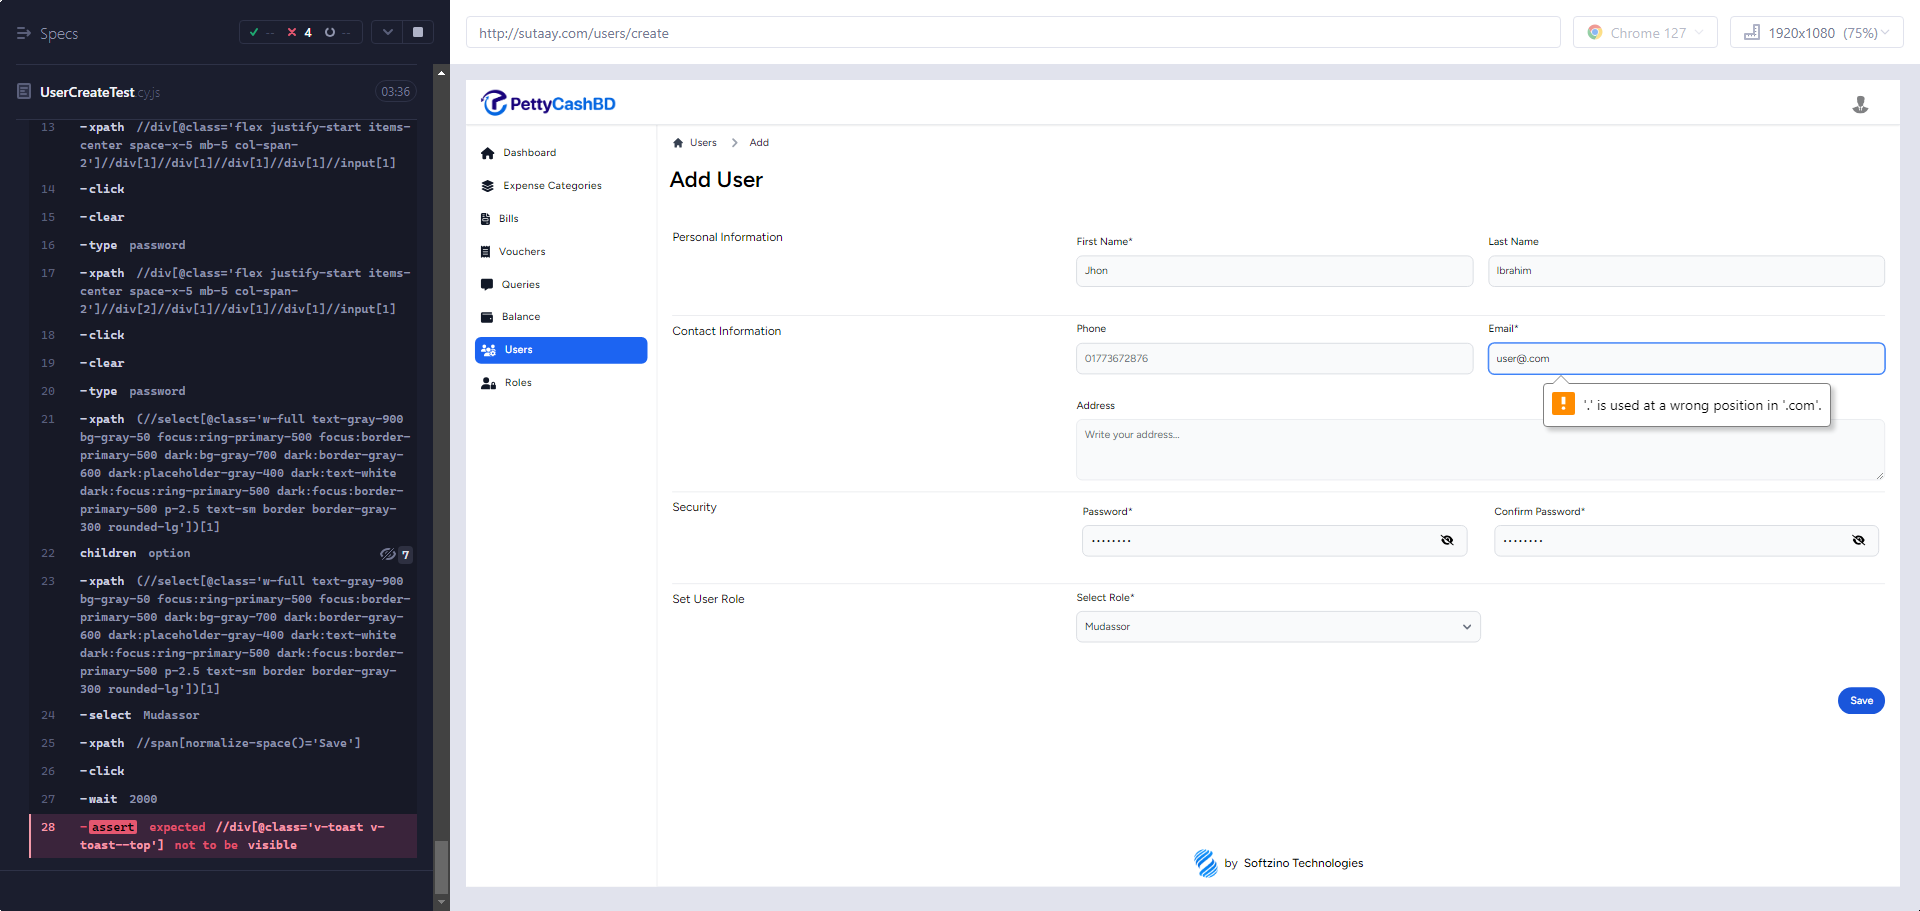 Specs
✓ -- ✕ 4 --
UserCreateTest.cy.js
03:36
13 -xpath //div[@class='flex justify-start items-
center space-x-5 mb-5 col-span-
2']//div[1]//div[1]//div[1]//div[1]//input[1]
14 -click
15 -clear
16 -type password
17 -xpath //div[@class='flex justify-start items-
center space-x-5 mb-5 col-span-
2']//div[2]//div[1]//div[1]//div[1]//input[1]
18 -click
19 -clear
20 -type password
21 -xpath (//select[@class='w-full text-gray-900
bg-gray-50 focus:ring-primary-500 focus:border-
primary-500 dark:bg-gray-700 dark:border-gray-
600 dark:placeholder-gray-400 dark:text-white
dark:focus:ring-primary-500 dark:focus:border-
primary-500 p-2.5 text-sm border border-gray-
300 rounded-lg'])[1]
22 children option 7
23 -xpath (//select[@class='w-full text-gray-900
bg-gray-50 focus:ring-primary-500 focus:border-
primary-500 dark:bg-gray-700 dark:border-gray-
600 dark:placeholder-gray-400 dark:text-white
dark:focus:ring-primary-500 dark:focus:border-
primary-500 p-2.5 text-sm border border-gray-
300 rounded-lg'])[1]
24 -select Mudassor
25 -xpath //span[normalize-space()='Save']
26 -click
27 -wait 2000
28 -assert expected //div[@class='v-toast v-
toast--top'] not to be visible
http://sutaay.com/users/create
Chrome 127
1920x1080 (75%)
PettyCashBD
Dashboard
Expense Categories
Bills
Vouchers
Queries
Balance
Users
Roles
Users > Add
Add User
Personal Information
First Name*
Last Name
Jhon
Ibrahim
Contact Information
Phone
Email*
01773672876
user@.com
'.' is used at a wrong position in '.com'.
Address
Write your address...
Security
Password*
Confirm Password*
••••••••
••••••••
Set User Role
Select Role*
Mudassor
Save
by Softzino Technologies